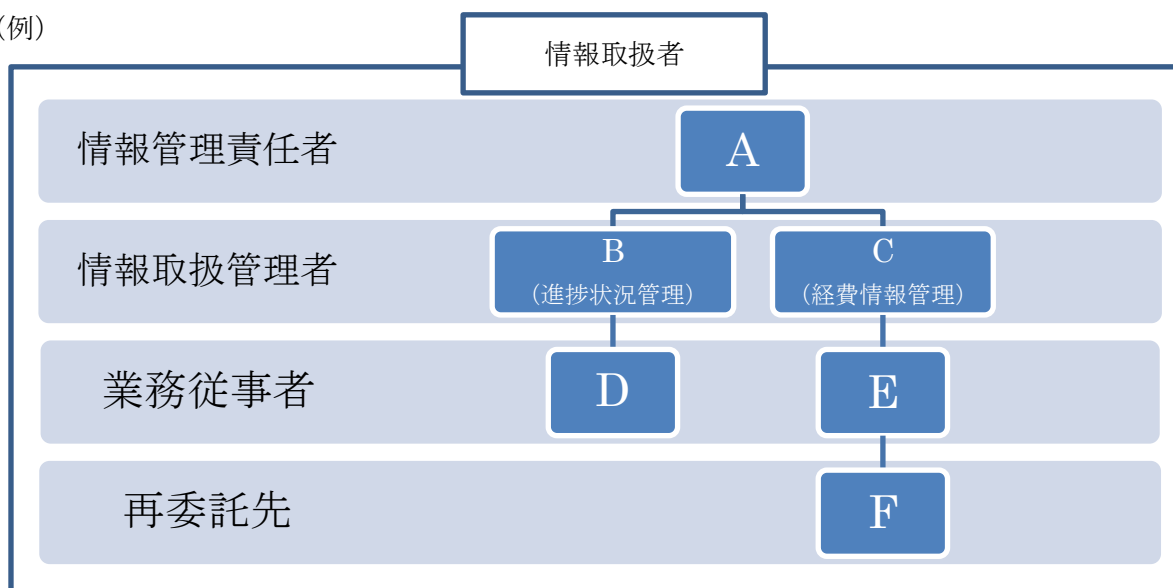 （例）
情報取扱者
情報管理責任者
A
情報取扱管理者
B
（進捗状況管理）
C
（経費情報管理）
業務従事者
D
E
再委託先
F